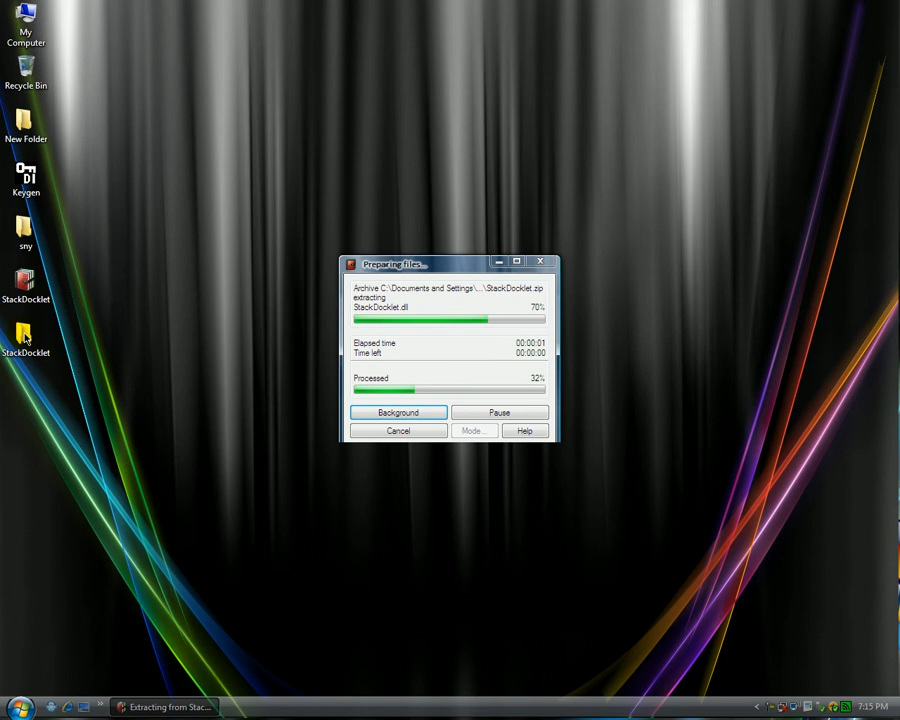 My
Computer
Recycle Bin
New Folder
Keygen
sny
StackDocklet
StackDocklet
Preparing files...
Archive C:\Documents and Settings\...\StackDocklet.zip
extracting
StackDocklet.dll 70%
Elapsed time 00:00:01
Time left 00:00:00
Processed 32%
Background Pause
Cancel Mode... Help
Extracting from Stac... 7:15 PM